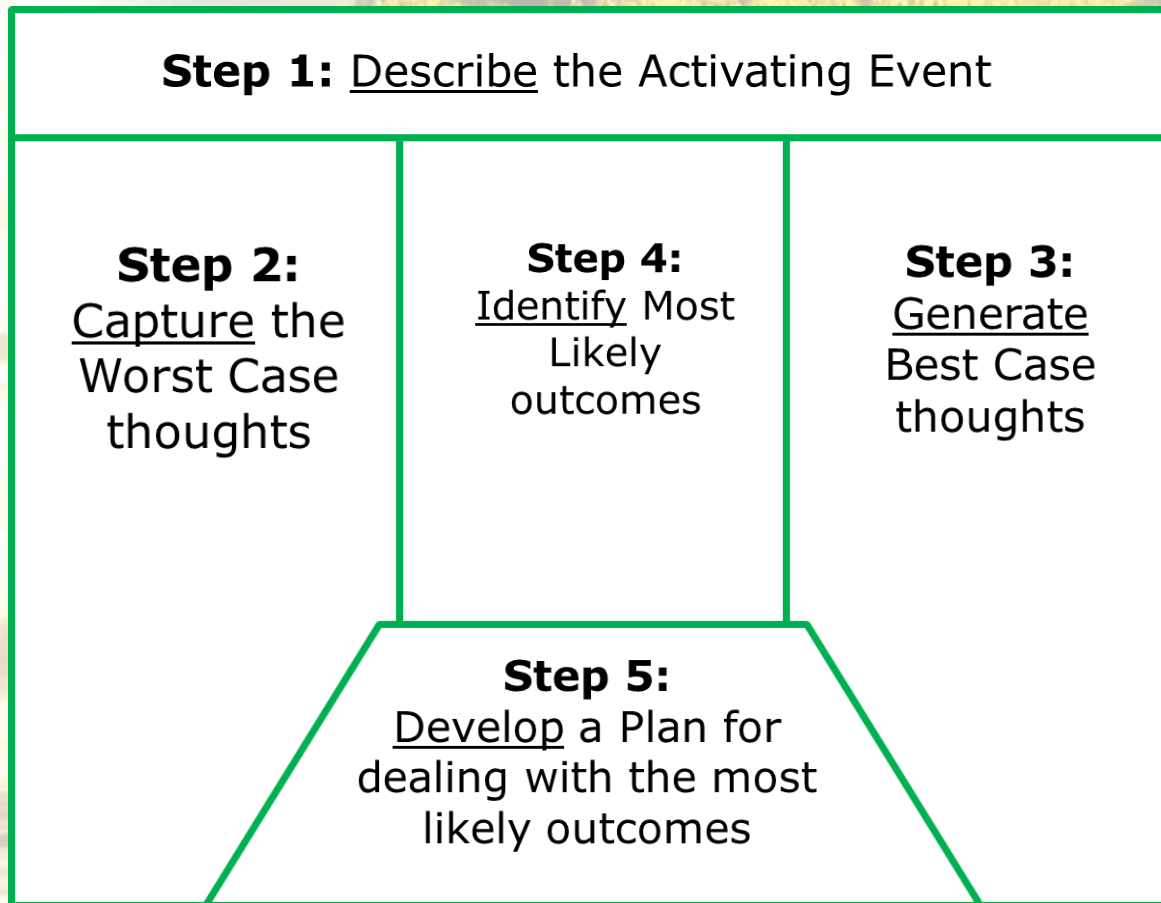 Step 1: Describe the Activating Event
Step 2:
Capture the
Worst Case
thoughts
Step 4:
Identify Most
Likely
outcomes
Step 3:
Generate
Best Case
thoughts
Step 5:
Develop a Plan for
dealing with the most
likely outcomes